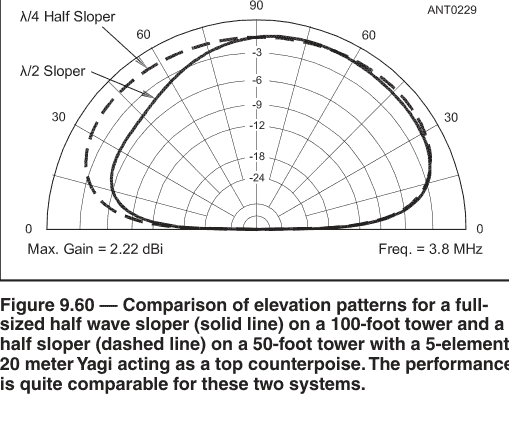 90
ANT0229
λ/4 Half Sloper
60
60
-3
λ/2 Sloper
-6
-9
30
30
-12
-18
-24
0
0
Max. Gain = 2.22 dBi
Freq. = 3.8 MHz
Figure 9.60 — Comparison of elevation patterns for a full-
sized half wave sloper (solid line) on a 100-foot tower and a
half sloper (dashed line) on a 50-foot tower with a 5-element
20 meter Yagi acting as a top counterpoise. The performance
is quite comparable for these two systems.